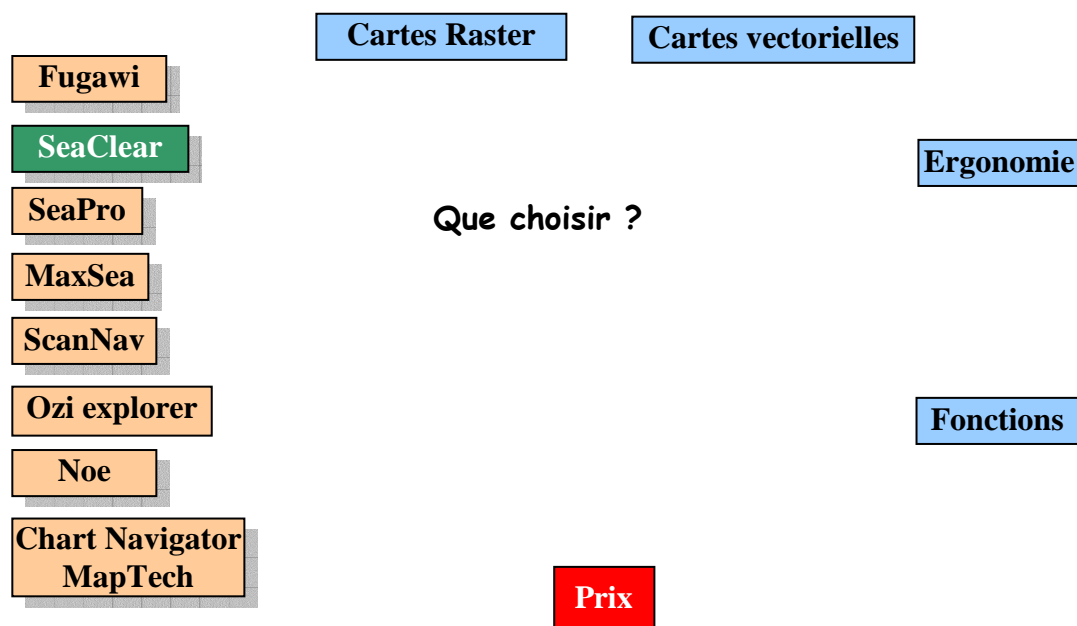 Cartes Raster
Cartes vectorielles
Fugawi
SeaClear
Ergonomie
SeaPro
Que choisir ?
MaxSea
ScanNav
Ozi explorer
Fonctions
Noe
Chart Navigator
MapTech
Prix